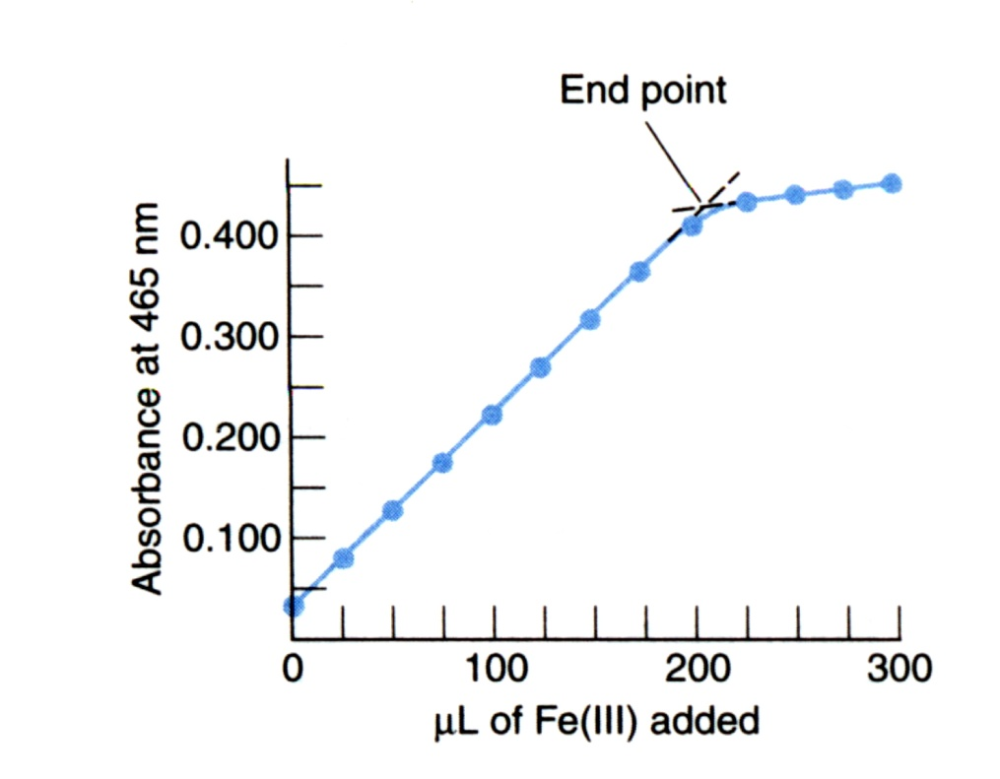 End point
Absorbance at 465 nm
0.400
0.300
0.200
0.100
0 100 200 300
μL of Fe(III) added